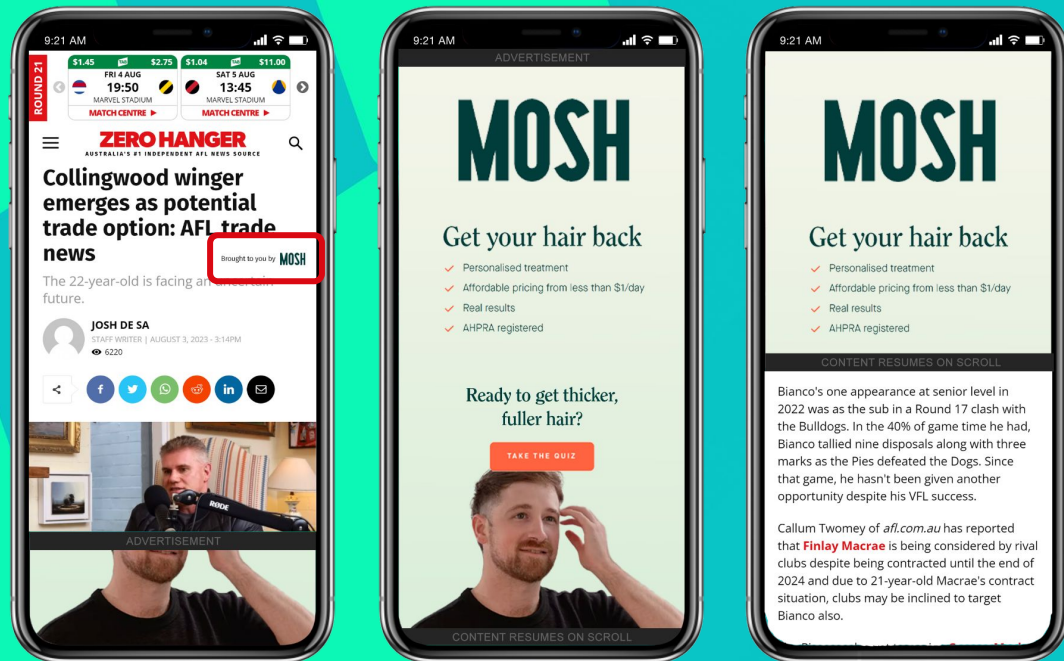 9:21 AM
ROUND 21
$1.45 TAB $2.75
FRI 4 AUG
19:50
MARVEL STADIUM
MATCH CENTRE
$1.04 TAB $11.00
SAT 5 AUG
13:45
MARVEL STADIUM
MATCH CENTRE
ZERO HANGER
AUSTRALIA'S #1 INDEPENDENT AFL NEWS SOURCE
Collingwood winger
emerges as potential
trade option: AFL trade
news
Brought to you by MOSH
The 22-year-old is facing an uncertain
future.
JOSH DE SA
STAFF WRITER | AUGUST 3, 2023 - 3:14PM
6220
RØDE
ADVERTISEMENT
9:21 AM
ADVERTISEMENT
MOSH
Get your hair back
Personalised treatment
Affordable pricing from less than $1/day
Real results
AHPRA registered
Ready to get thicker,
fuller hair?
TAKE THE QUIZ
CONTENT RESUMES ON SCROLL
9:21 AM
MOSH
Get your hair back
Personalised treatment
Affordable pricing from less than $1/day
Real results
AHPRA registered
CONTENT RESUMES ON SCROLL
Bianco's one appearance at senior level in
2022 was as the sub in a Round 17 clash with
the Bulldogs. In the 40% of game time he had,
Bianco tallied nine disposals along with three
marks as the Pies defeated the Dogs. Since
that game, he hasn't been given another
opportunity despite his VFL success.
Callum Twomey of afl.com.au has reported
that Finlay Macrae is being considered by rival
clubs despite being contracted until the end of
2024 and due to 21-year-old Macrae's contract
situation, clubs may be inclined to target
Bianco also.